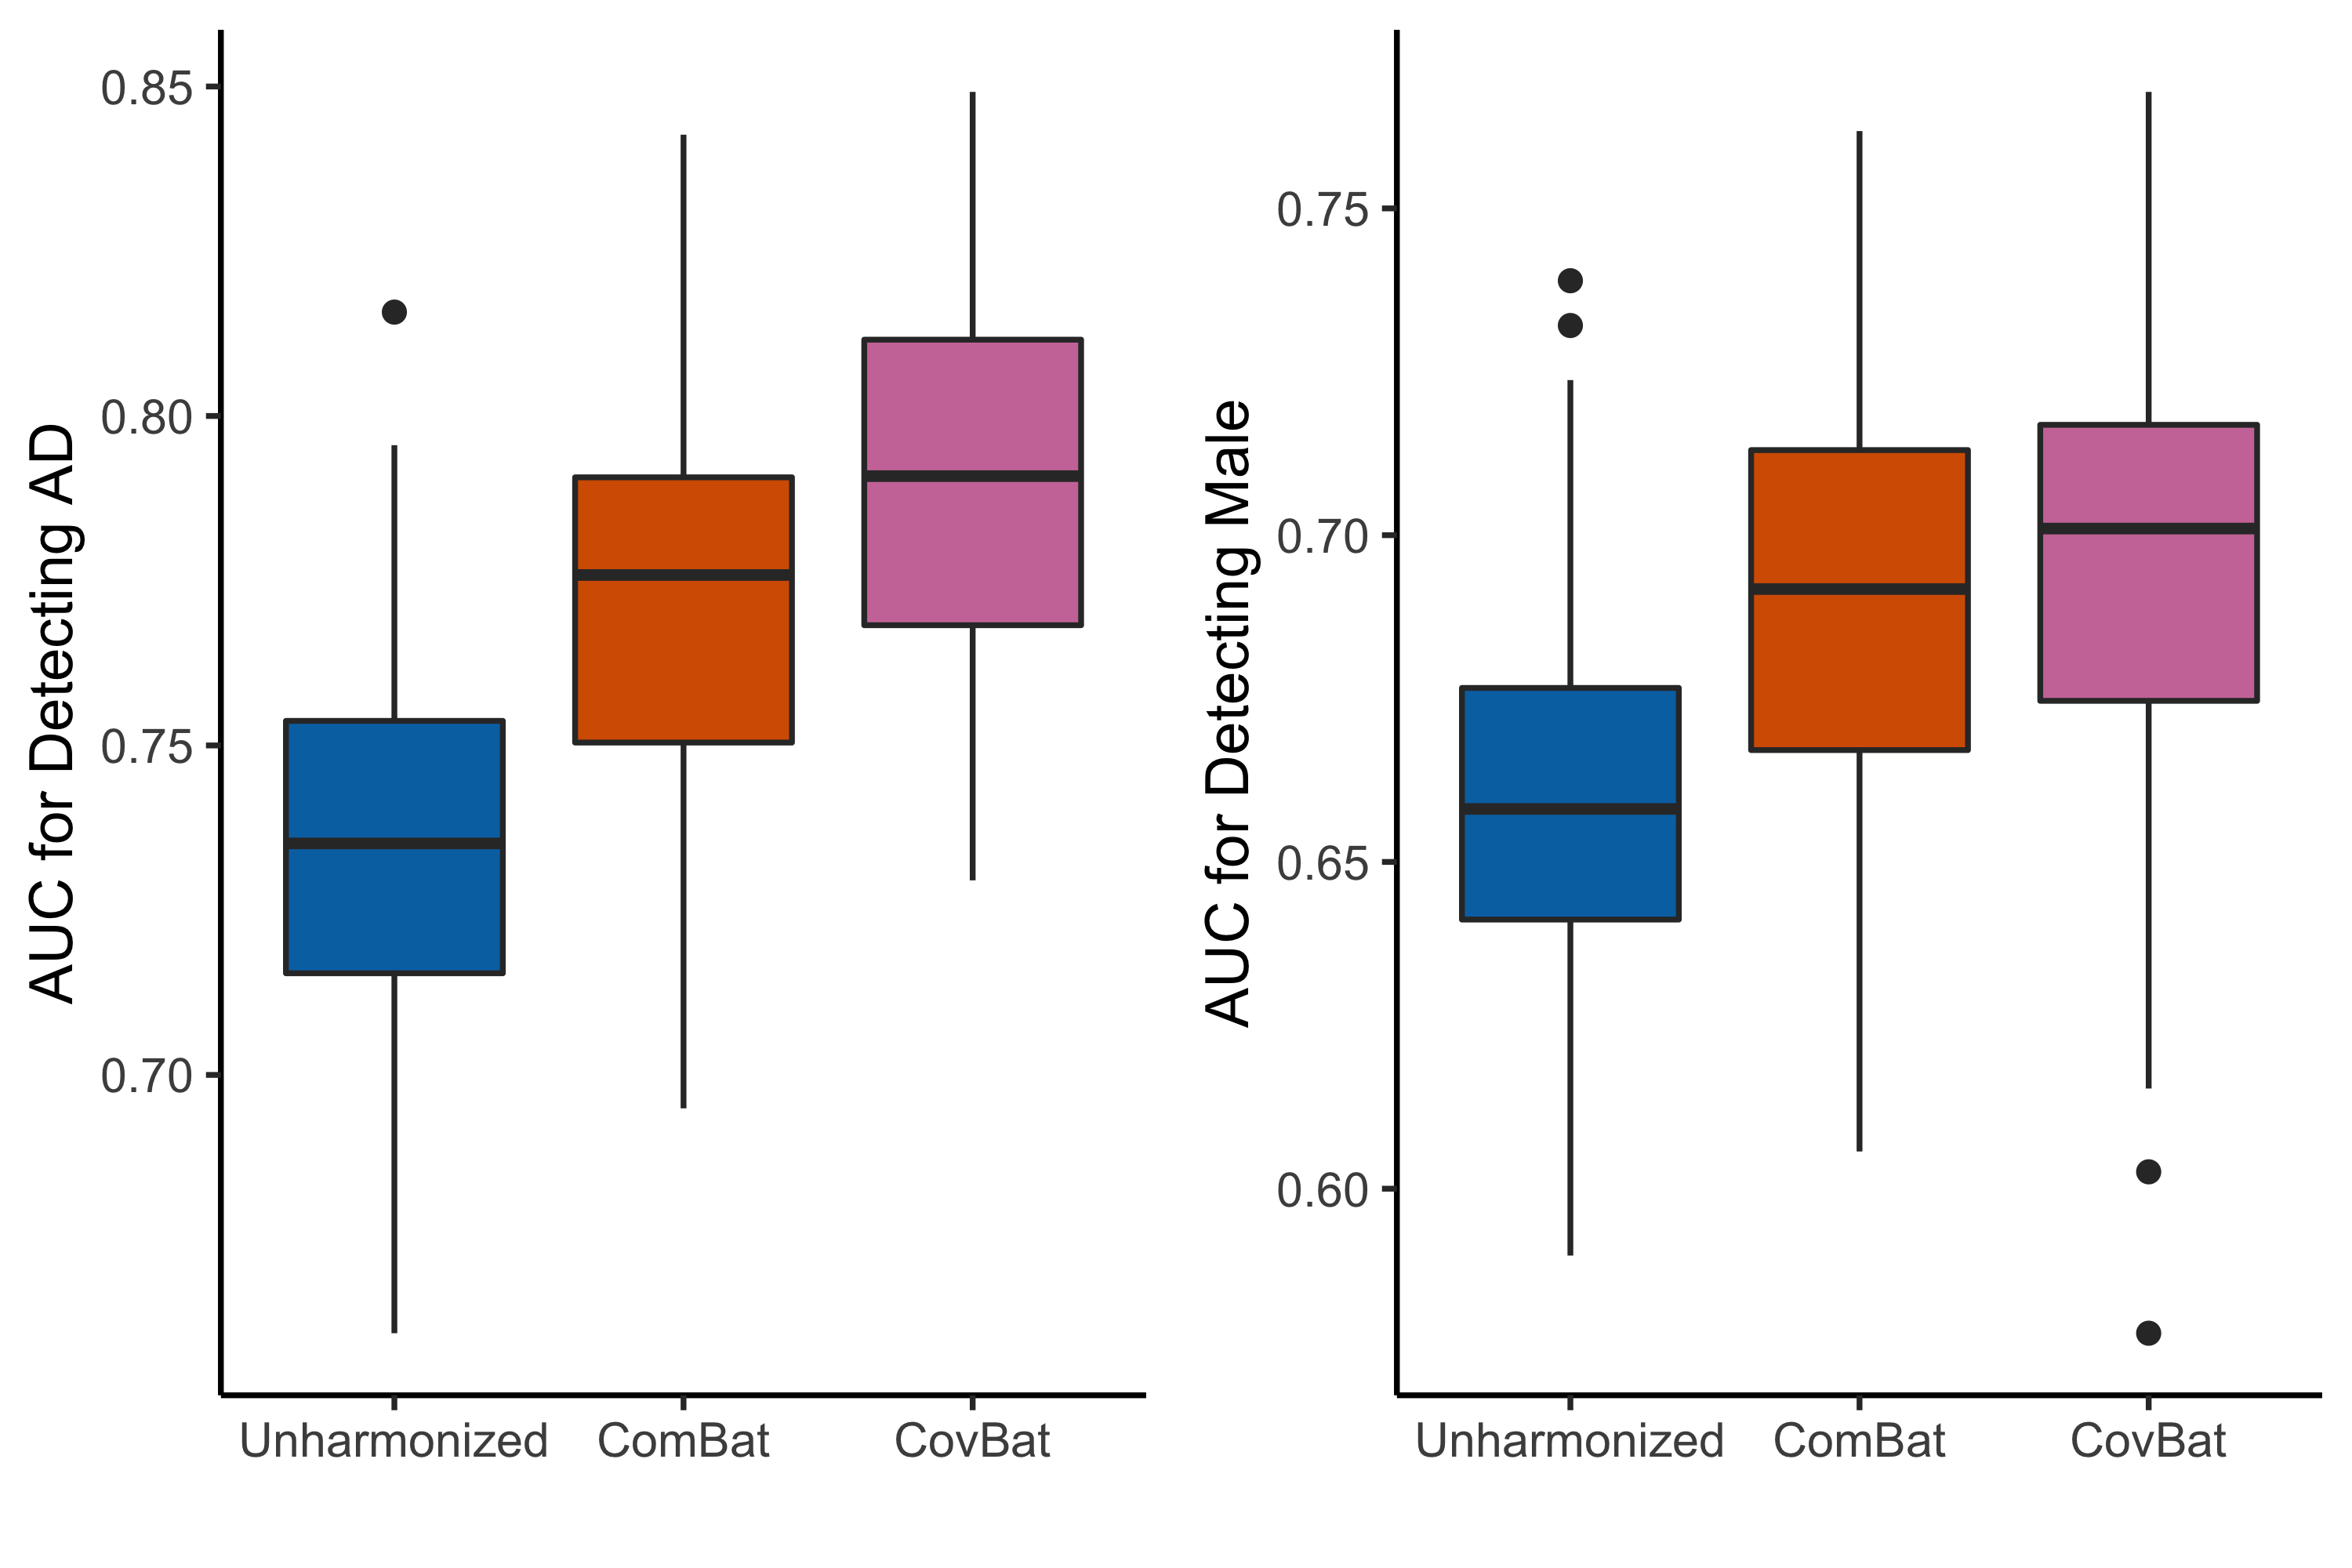 AUC for Detecting AD
0.85
0.80
0.75
0.70
Unharmonized ComBat CovBat
AUC for Detecting Male
0.75
0.70
0.65
0.60
Unharmonized ComBat CovBat